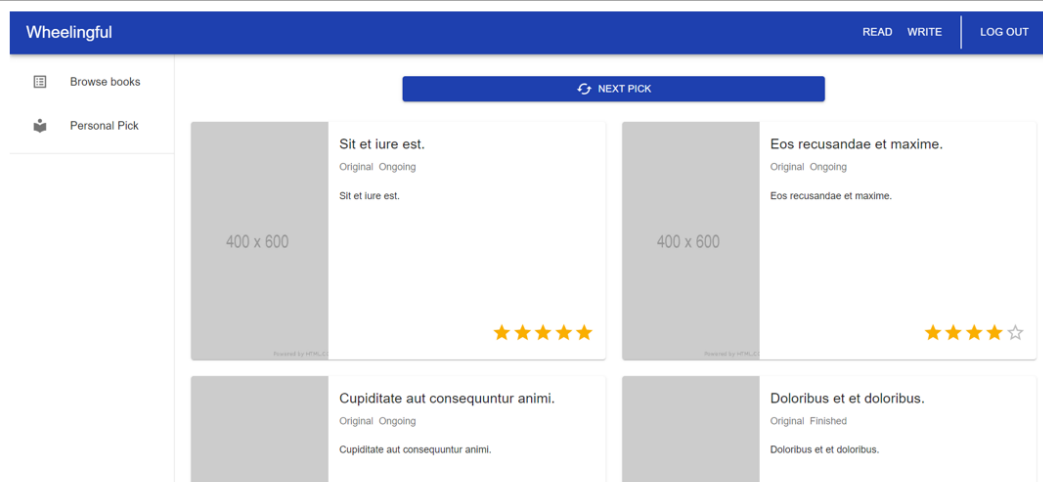 Wheelingful
READ WRITE LOG OUT
Browse books
Personal Pick
NEXT PICK
400 x 600
Sit et iure est.
Original Ongoing
Sit et iure est.
400 x 600
Eos recusandae et maxime.
Original Ongoing
Eos recusandae et maxime.
Cupiditate aut consequuntur animi.
Original Ongoing
Cupiditate aut consequuntur animi.
Doloribus et et doloribus.
Original Finished
Doloribus et et doloribus.